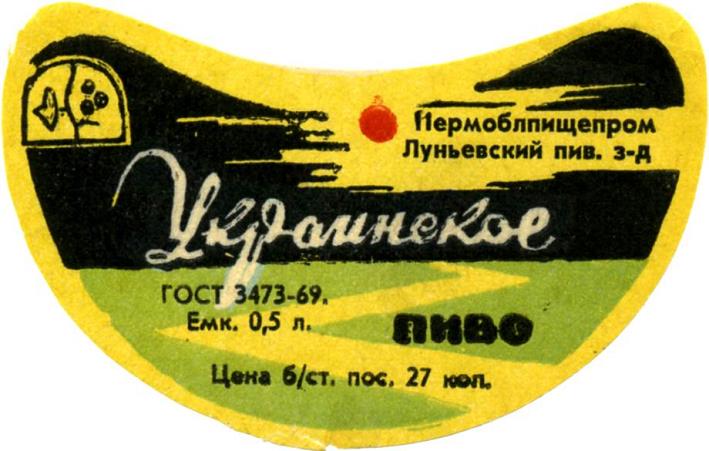 Пермоблпищепром
Луньевский пив. з-д
Украинское
ГОСТ 3473-69.
Емк. 0,5 л.
ПИВО
Цена б/ст. пос. 27 коп.